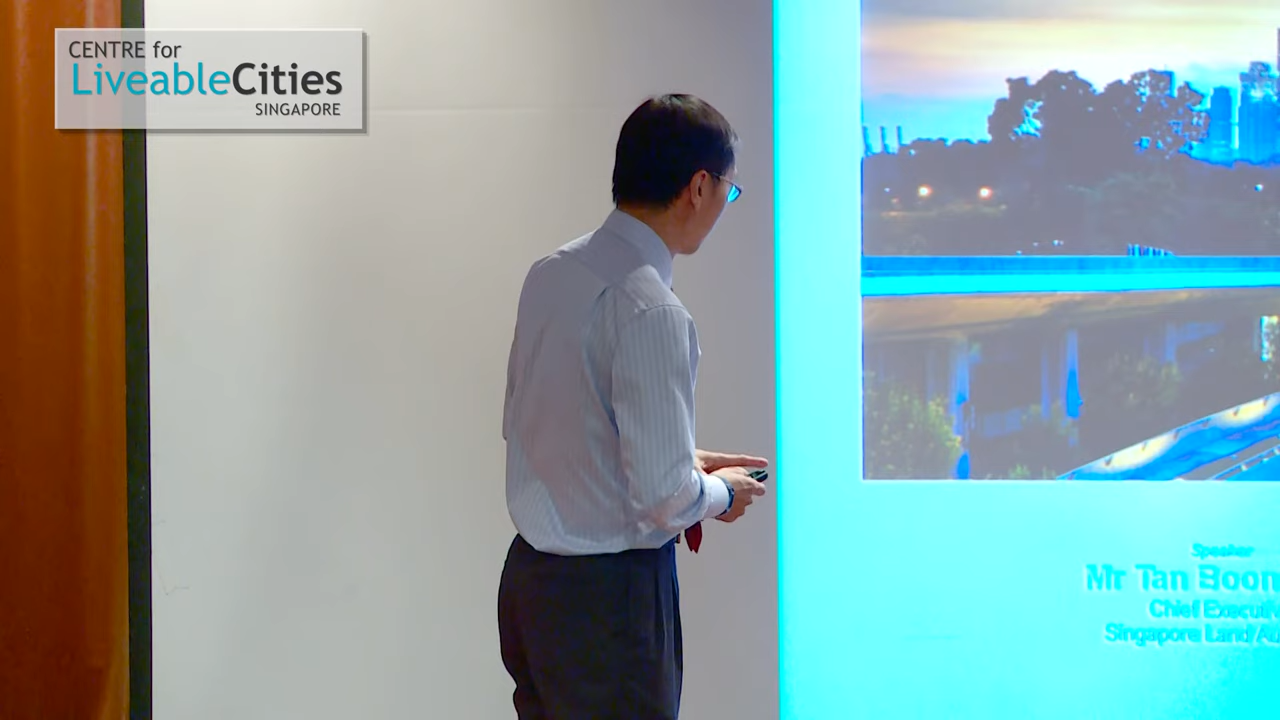 CENTRE for
LiveableCities
SINGAPORE
Speaker
Mr Tan Boon
Chief Executiv
Singapore Land Au